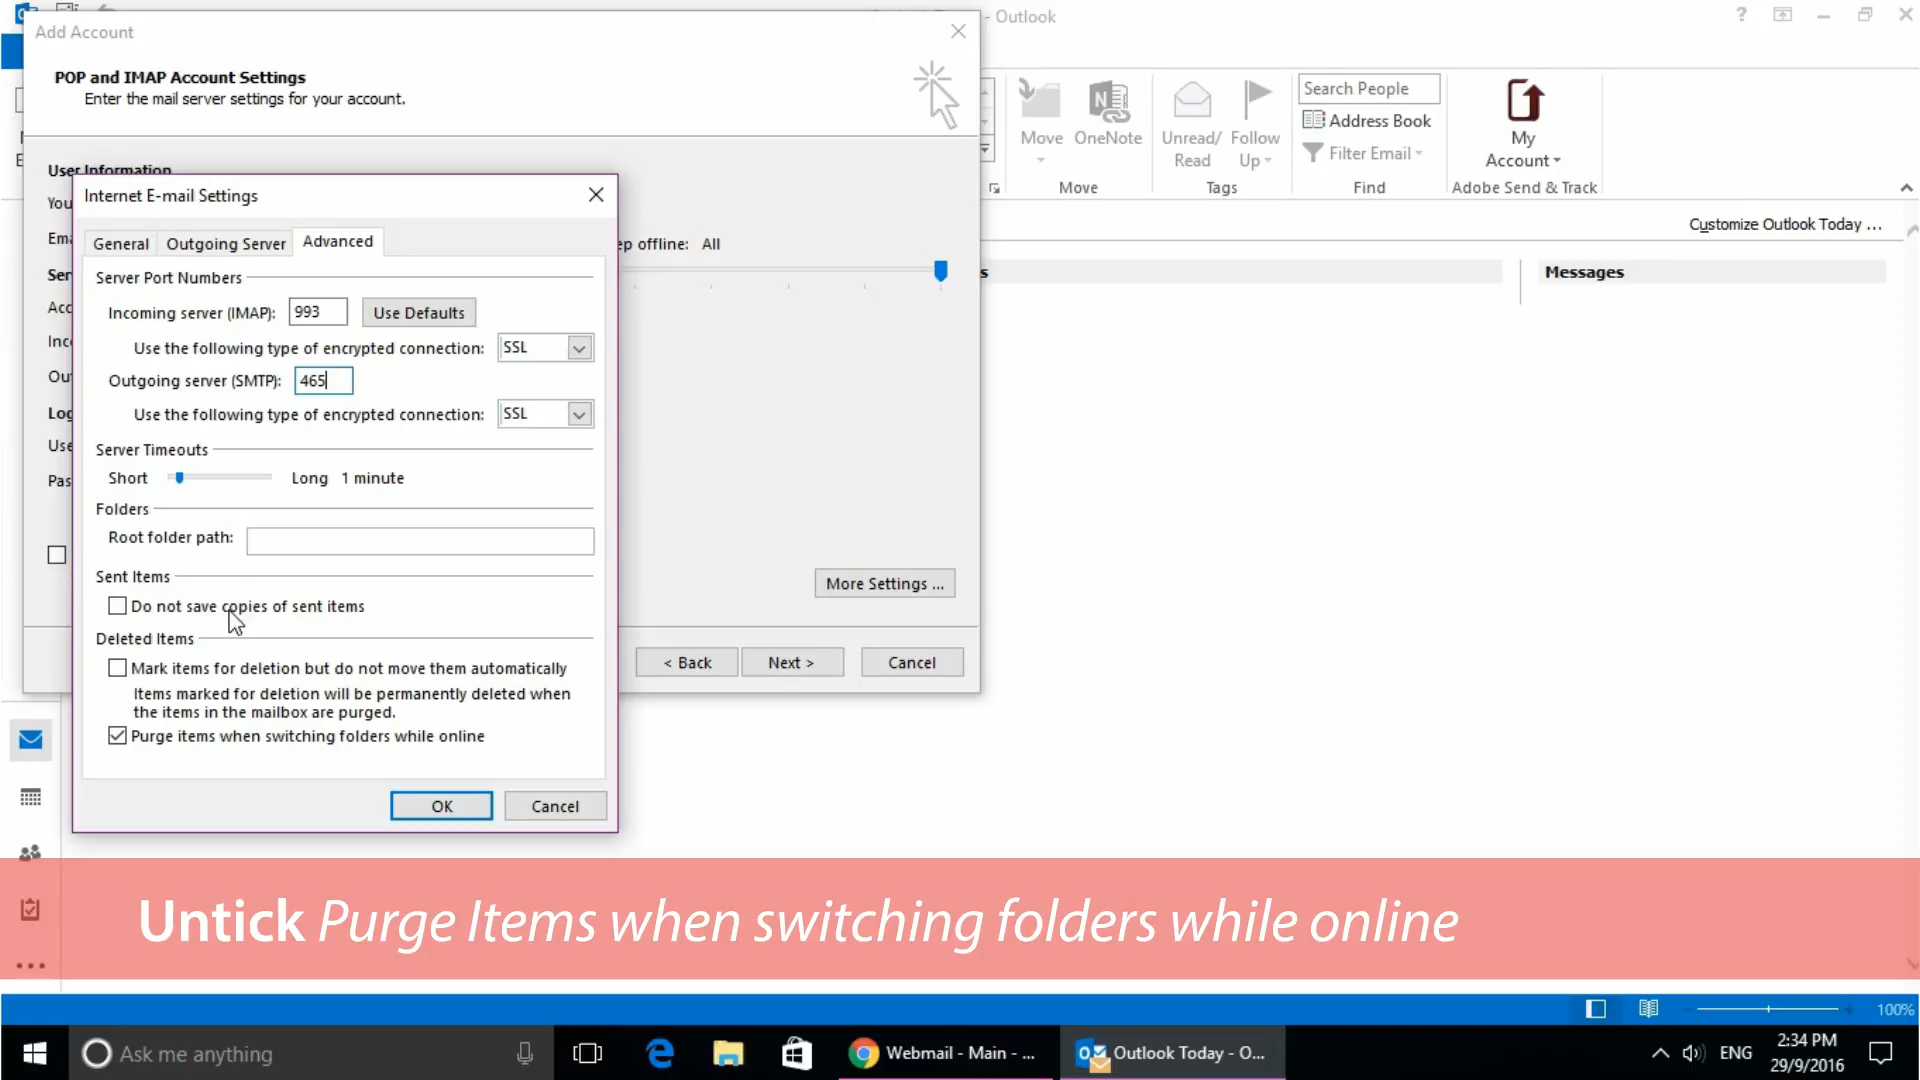 - Outlook
Add Account
POP and IMAP Account Settings
Enter the mail server settings for your account.
Search People
Address Book
Filter Email
Move
OneNote
Unread/
Read
Follow
Up
My
Account
Move
Tags
Find
Adobe Send & Track
Customize Outlook Today ...
Messages
User Information
Internet E-mail Settings
General
Outgoing Server
Advanced
ep offline: All
Server Port Numbers
Incoming server (IMAP): 993
Use Defaults
Use the following type of encrypted connection: SSL
Outgoing server (SMTP): 465
Use the following type of encrypted connection: SSL
Server Timeouts
Short
Long 1 minute
Folders
Root folder path:
Sent Items
Do not save copies of sent items
Deleted Items
Mark items for deletion but do not move them automatically
Items marked for deletion will be permanently deleted when
the items in the mailbox are purged.
Purge items when switching folders while online
OK
Cancel
More Settings ...
< Back
Next >
Cancel
Untick Purge Items when switching folders while online
100%
Ask me anything
Webmail - Main - ...
Outlook Today - O...
ENG
2:34 PM
29/9/2016